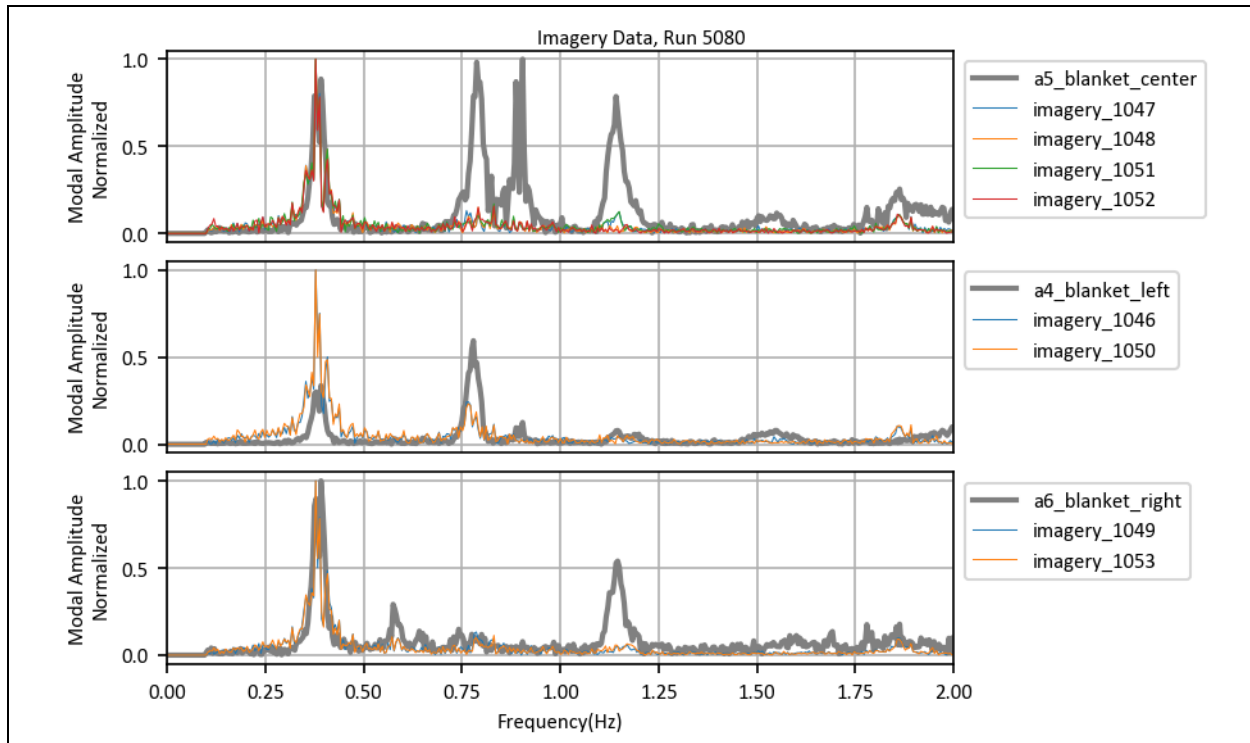 Imagery Data, Run 5080
Modal Amplitude
Normalized
1.0
0.5
0.0
a5_blanket_center
imagery_1047
imagery_1048
imagery_1051
imagery_1052
Modal Amplitude
Normalized
1.0
0.5
0.0
a4_blanket_left
imagery_1046
imagery_1050
Modal Amplitude
Normalized
1.0
0.5
0.0
a6_blanket_right
imagery_1049
imagery_1053
0.00 0.25 0.50 0.75 1.00 1.25 1.50 1.75 2.00
Frequency(Hz)